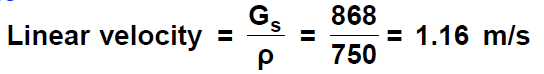 Linear velocity = Gₛ/ρ = 868/750 = 1.16 m/s